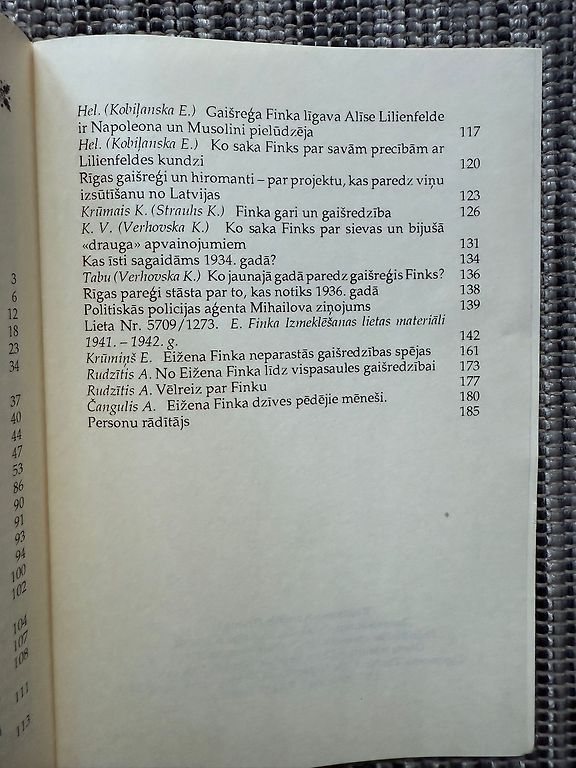 Hel. (Kobiļanska E.) Gaišreģa Finka līgava Alīse Lilienfelde
ir Napoleona un Musolini pielūdzēja 117
Hel. (Kobiļanska E.) Ko saka Finks par savām precībām ar
Lilienfeldes kundzi 120
Rīgas gaišreģi un hiromanti – par projektu, kas paredz viņu
izsūtīšanu no Latvijas 123
Krūmais K. (Straulis K.) Finka gari un gaišredzība 126
K. V. (Verhovska K.) Ko saka Finks par sievas un bijušā
«drauga» apvainojumiem 131
Kas īsti sagaidāms 1934. gadā? 134
Tabu (Verhovska K.) Ko jaunajā gadā paredz gaišreģis Finks? 136
Rīgas pareģi stāsta par to, kas notiks 1936. gadā 138
Politiskās policijas aģenta Mihailova ziņojums 139
Lieta Nr. 5709/1273. E. Finka Izmeklēšanas lietas materiāli
1941. – 1942. g. 142
Krūmiņš E. Eižena Finka neparastās gaišredzības spējas 161
Rudzītis A. No Eižena Finka līdz vispasaules gaišredzībai 173
Rudzītis A. Vēlreiz par Finku 177
Čangulis A. Eižena Finka dzīves pēdējie mēneši. 180
Personu rādītājs 185
3
6
12
18
23
34
37
40
44
47
53
86
90
91
93
94
100
102
104
107
108
111
113